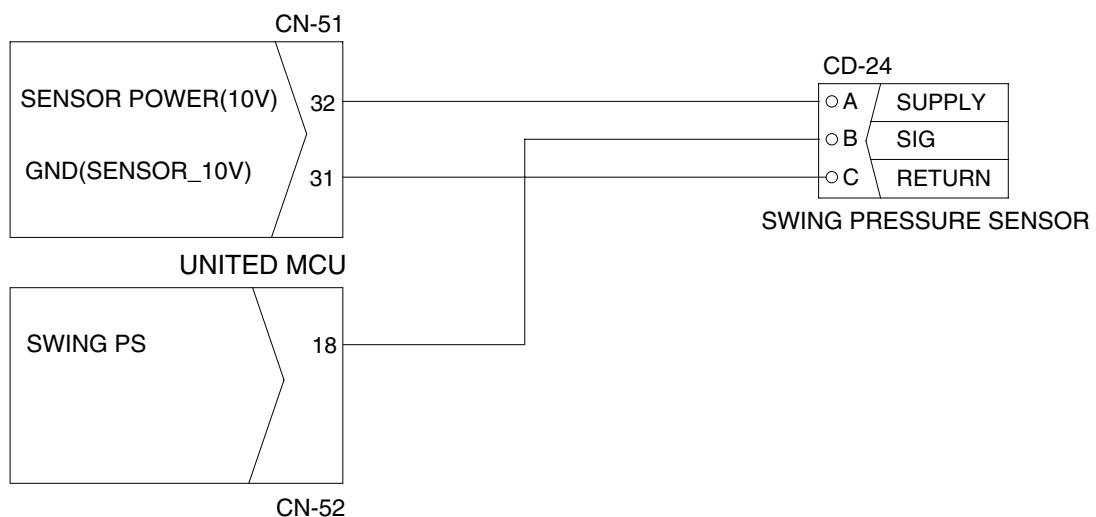 CN-51
SENSOR POWER(10V) 32
GND(SENSOR_10V) 31
UNITED MCU
SWING PS 18
CN-52
CD-24
A SUPPLY
B SIG
C RETURN
SWING PRESSURE SENSOR